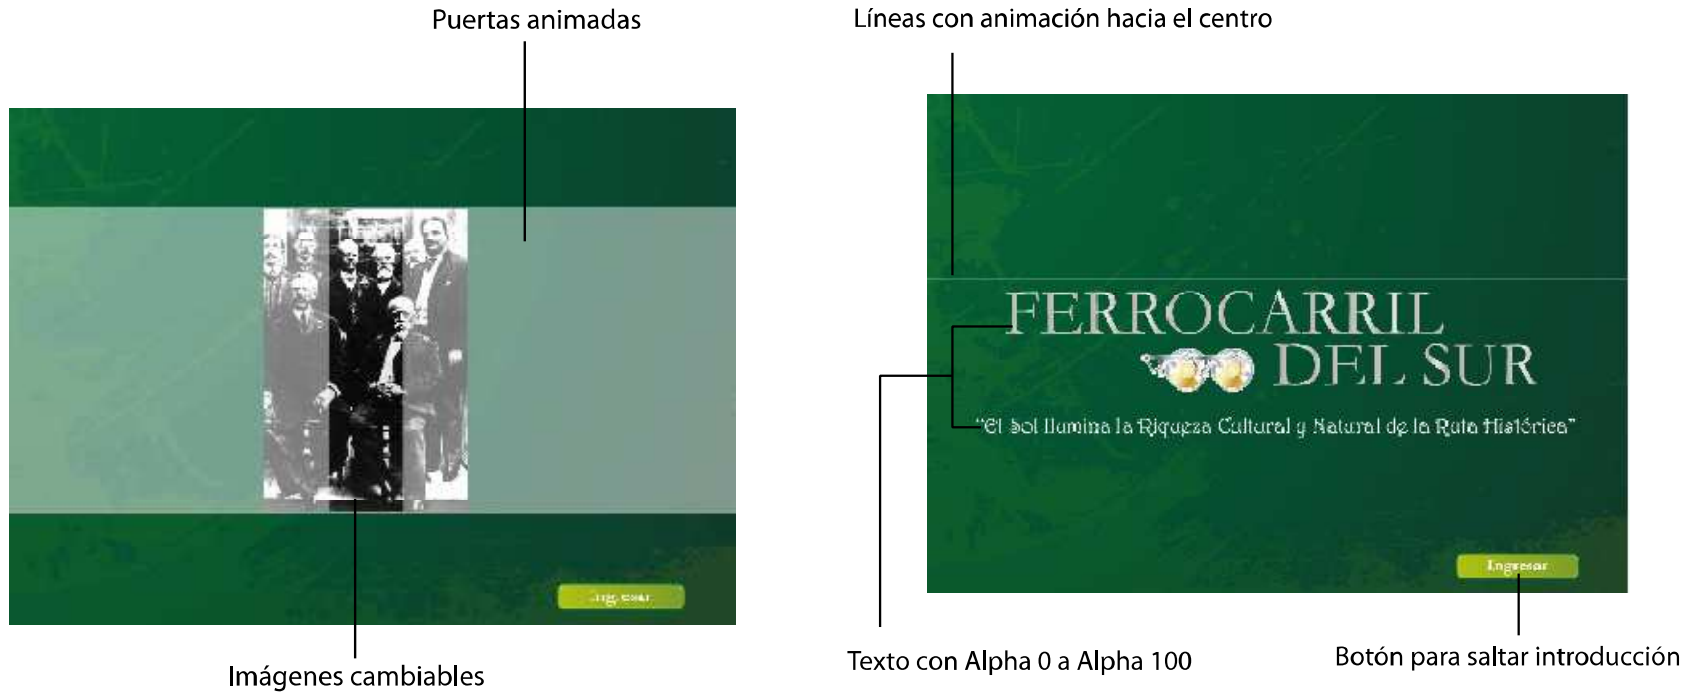 Puertas animadas
Líneas con animación hacia el centro
FERROCARRIL
DEL SUR
"El Sol Ilumina la Riqueza Cultural y Natural de la Ruta Histórica"
Ingresar
Ingresar
Imágenes cambiables
Texto con Alpha 0 a Alpha 100
Botón para saltar introducción